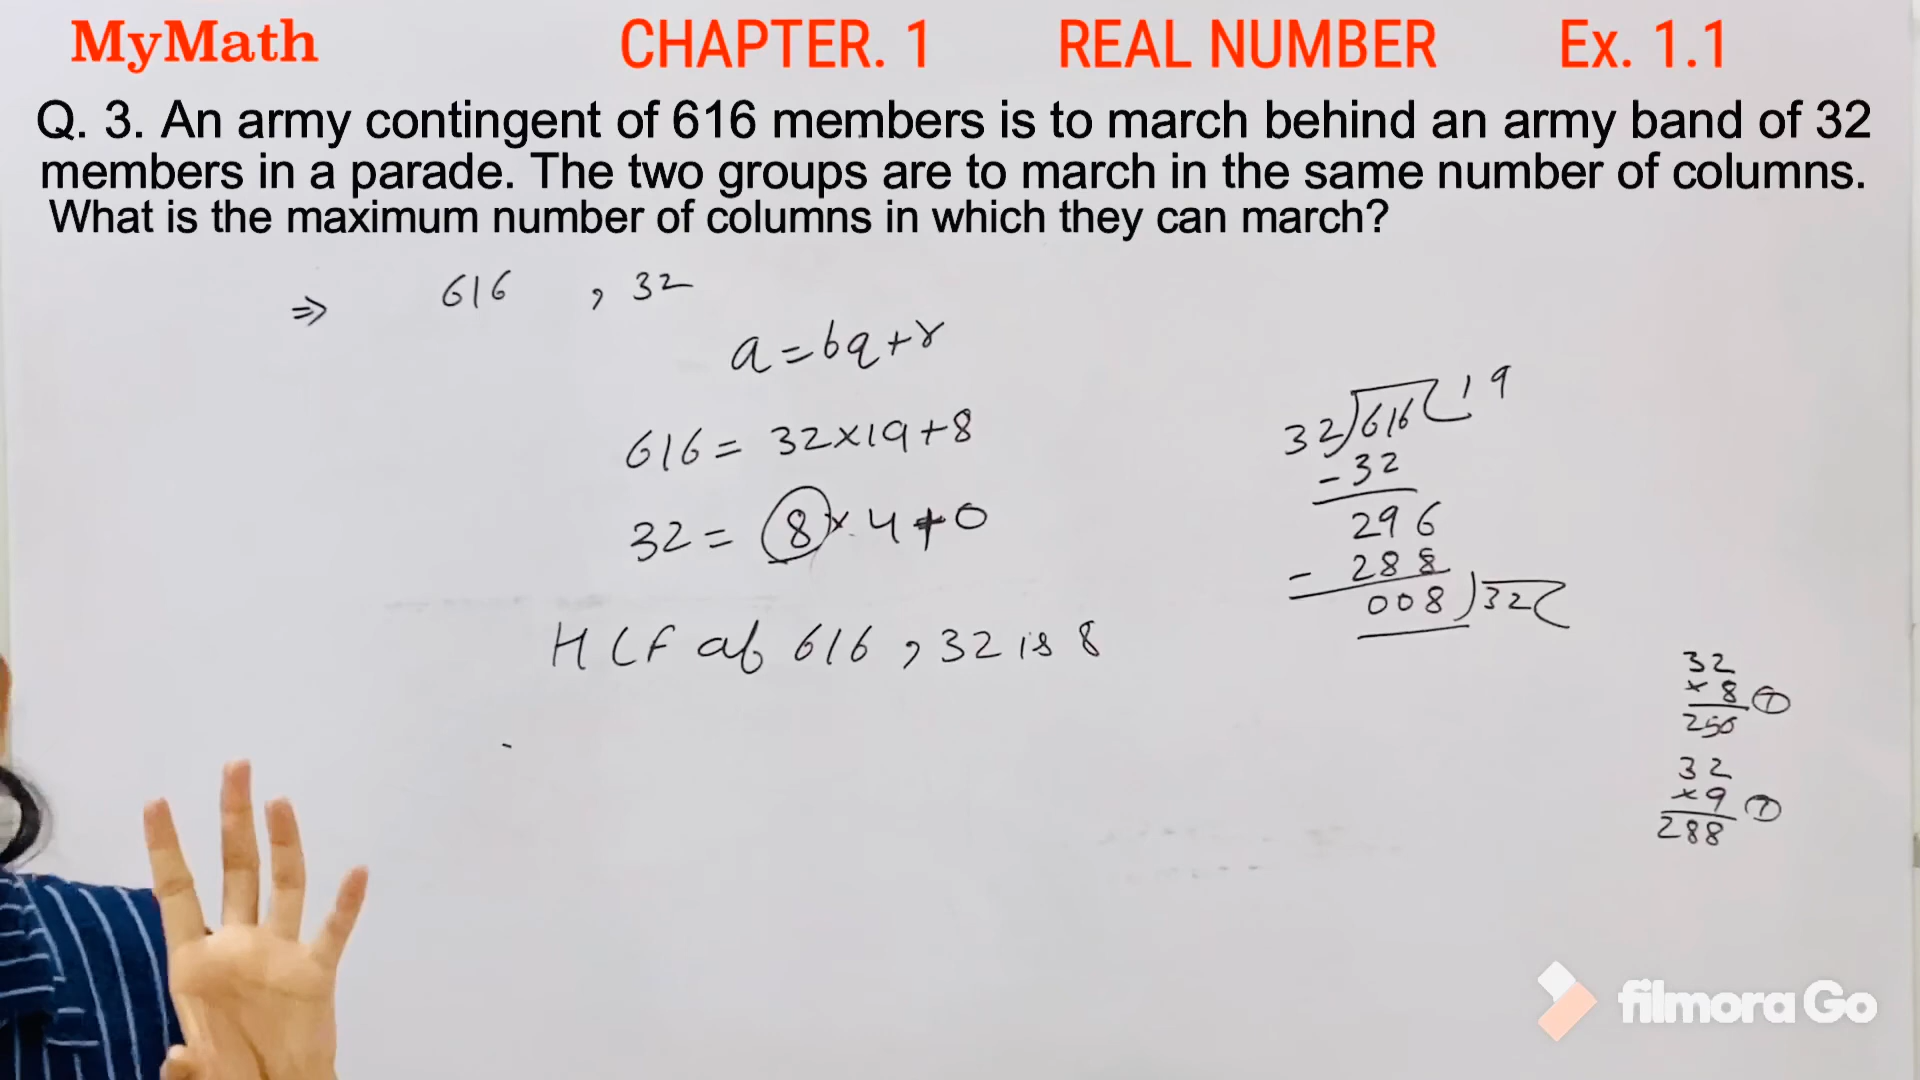 MyMath CHAPTER. 1 REAL NUMBER Ex. 1.1
Q. 3. An army contingent of 616 members is to march behind an army band of 32
members in a parade. The two groups are to march in the same number of columns.
What is the maximum number of columns in which they can march?
⇒ 616 , 32
a = bq + r
616 = 32 × 19 + 8
32 = 8 × 4 + 0
HCF of 616 , 32 is 8
32 ) 616 ( 19
- 32
296
- 288
008 ) 32 (
32
× 8
256
32
× 9
288
filmora Go